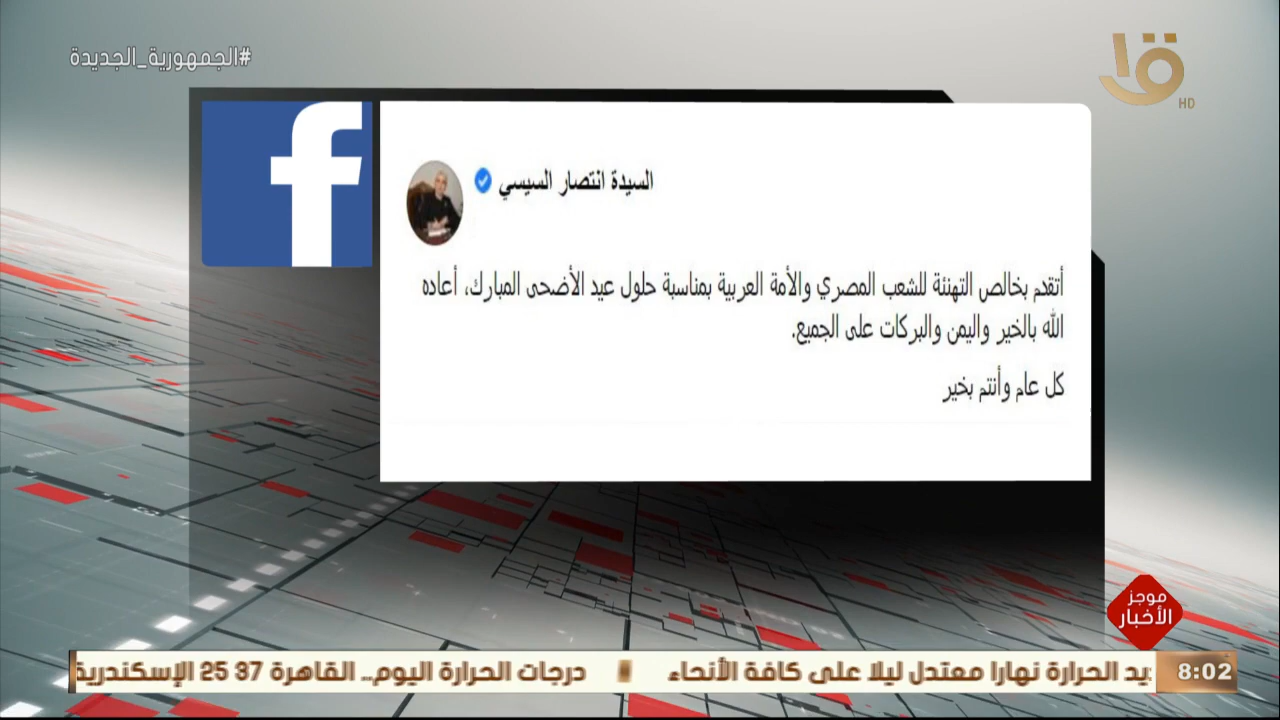 #الجمهورية_الجديدة
HD
السيدة انتصار السيسي
أتقدم بخالص التهنئة للشعب المصري والأمة العربية بمناسبة حلول عيد الأضحى المبارك، أعاده
الله بالخير واليمن والبركات على الجميع.
كل عام وأنتم بخير
موجز
الأخبار
8:02
يد الحرارة نهارا معتدل ليلا على كافة الأنحاء درجات الحرارة اليوم.. القاهرة 37 25 الإسكندرية